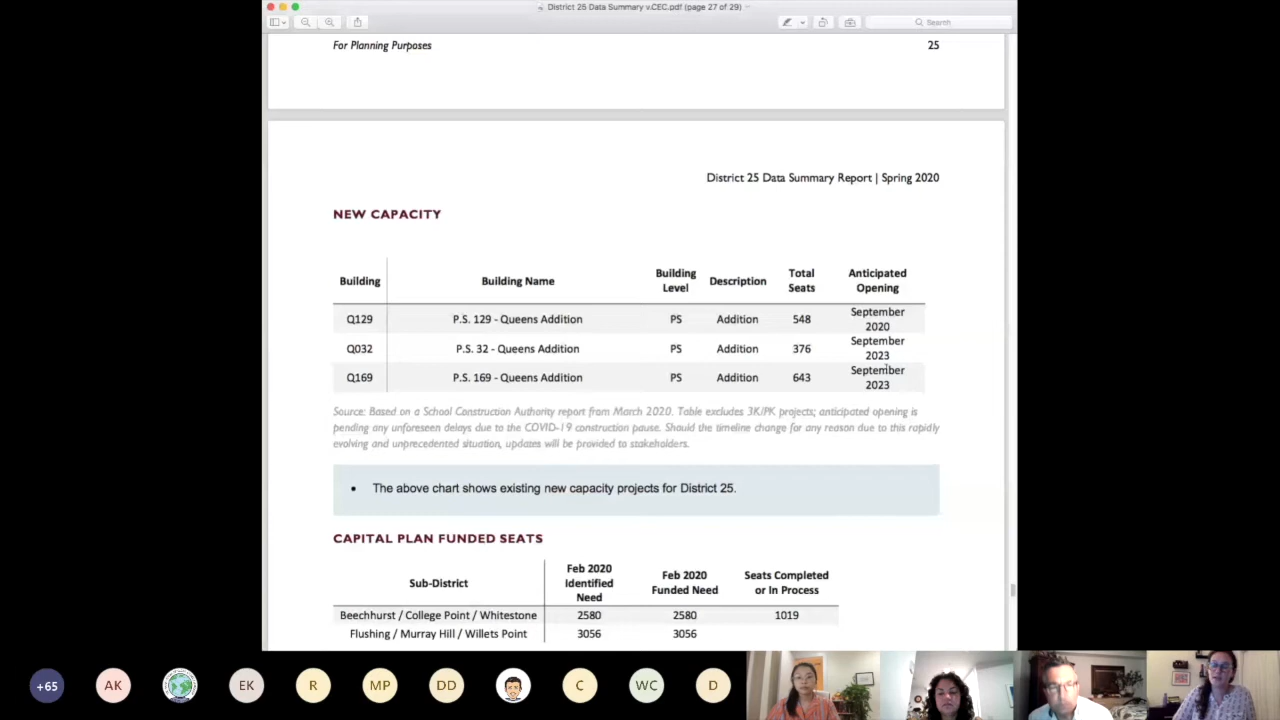 District 25 Data Summary v.CEC.pdf (page 27 of 29)
Search
For Planning Purposes 25
District 25 Data Summary Report | Spring 2020
NEW CAPACITY
Building Building Name Building Level Description Total Seats Anticipated Opening
Q129 P.S. 129 - Queens Addition PS Addition 548 September 2020
Q032 P.S. 32 - Queens Addition PS Addition 376 September 2023
Q169 P.S. 169 - Queens Addition PS Addition 643 September 2023
Source: Based on a School Construction Authority report from March 2020. Table excludes 3K/PK projects; anticipated opening is
pending any unforeseen delays due to the COVID-19 construction pause. Should the timeline change for any reason due to this rapidly
evolving and unprecedented situation, updates will be provided to stakeholders.
• The above chart shows existing new capacity projects for District 25.
CAPITAL PLAN FUNDED SEATS
Sub-District Feb 2020 Identified Need Feb 2020 Funded Need Seats Completed or In Process
Beechhurst / College Point / Whitestone 2580 2580 1019
Flushing / Murray Hill / Willets Point 3056 3056
+65 AK EK R MP DD C WC D